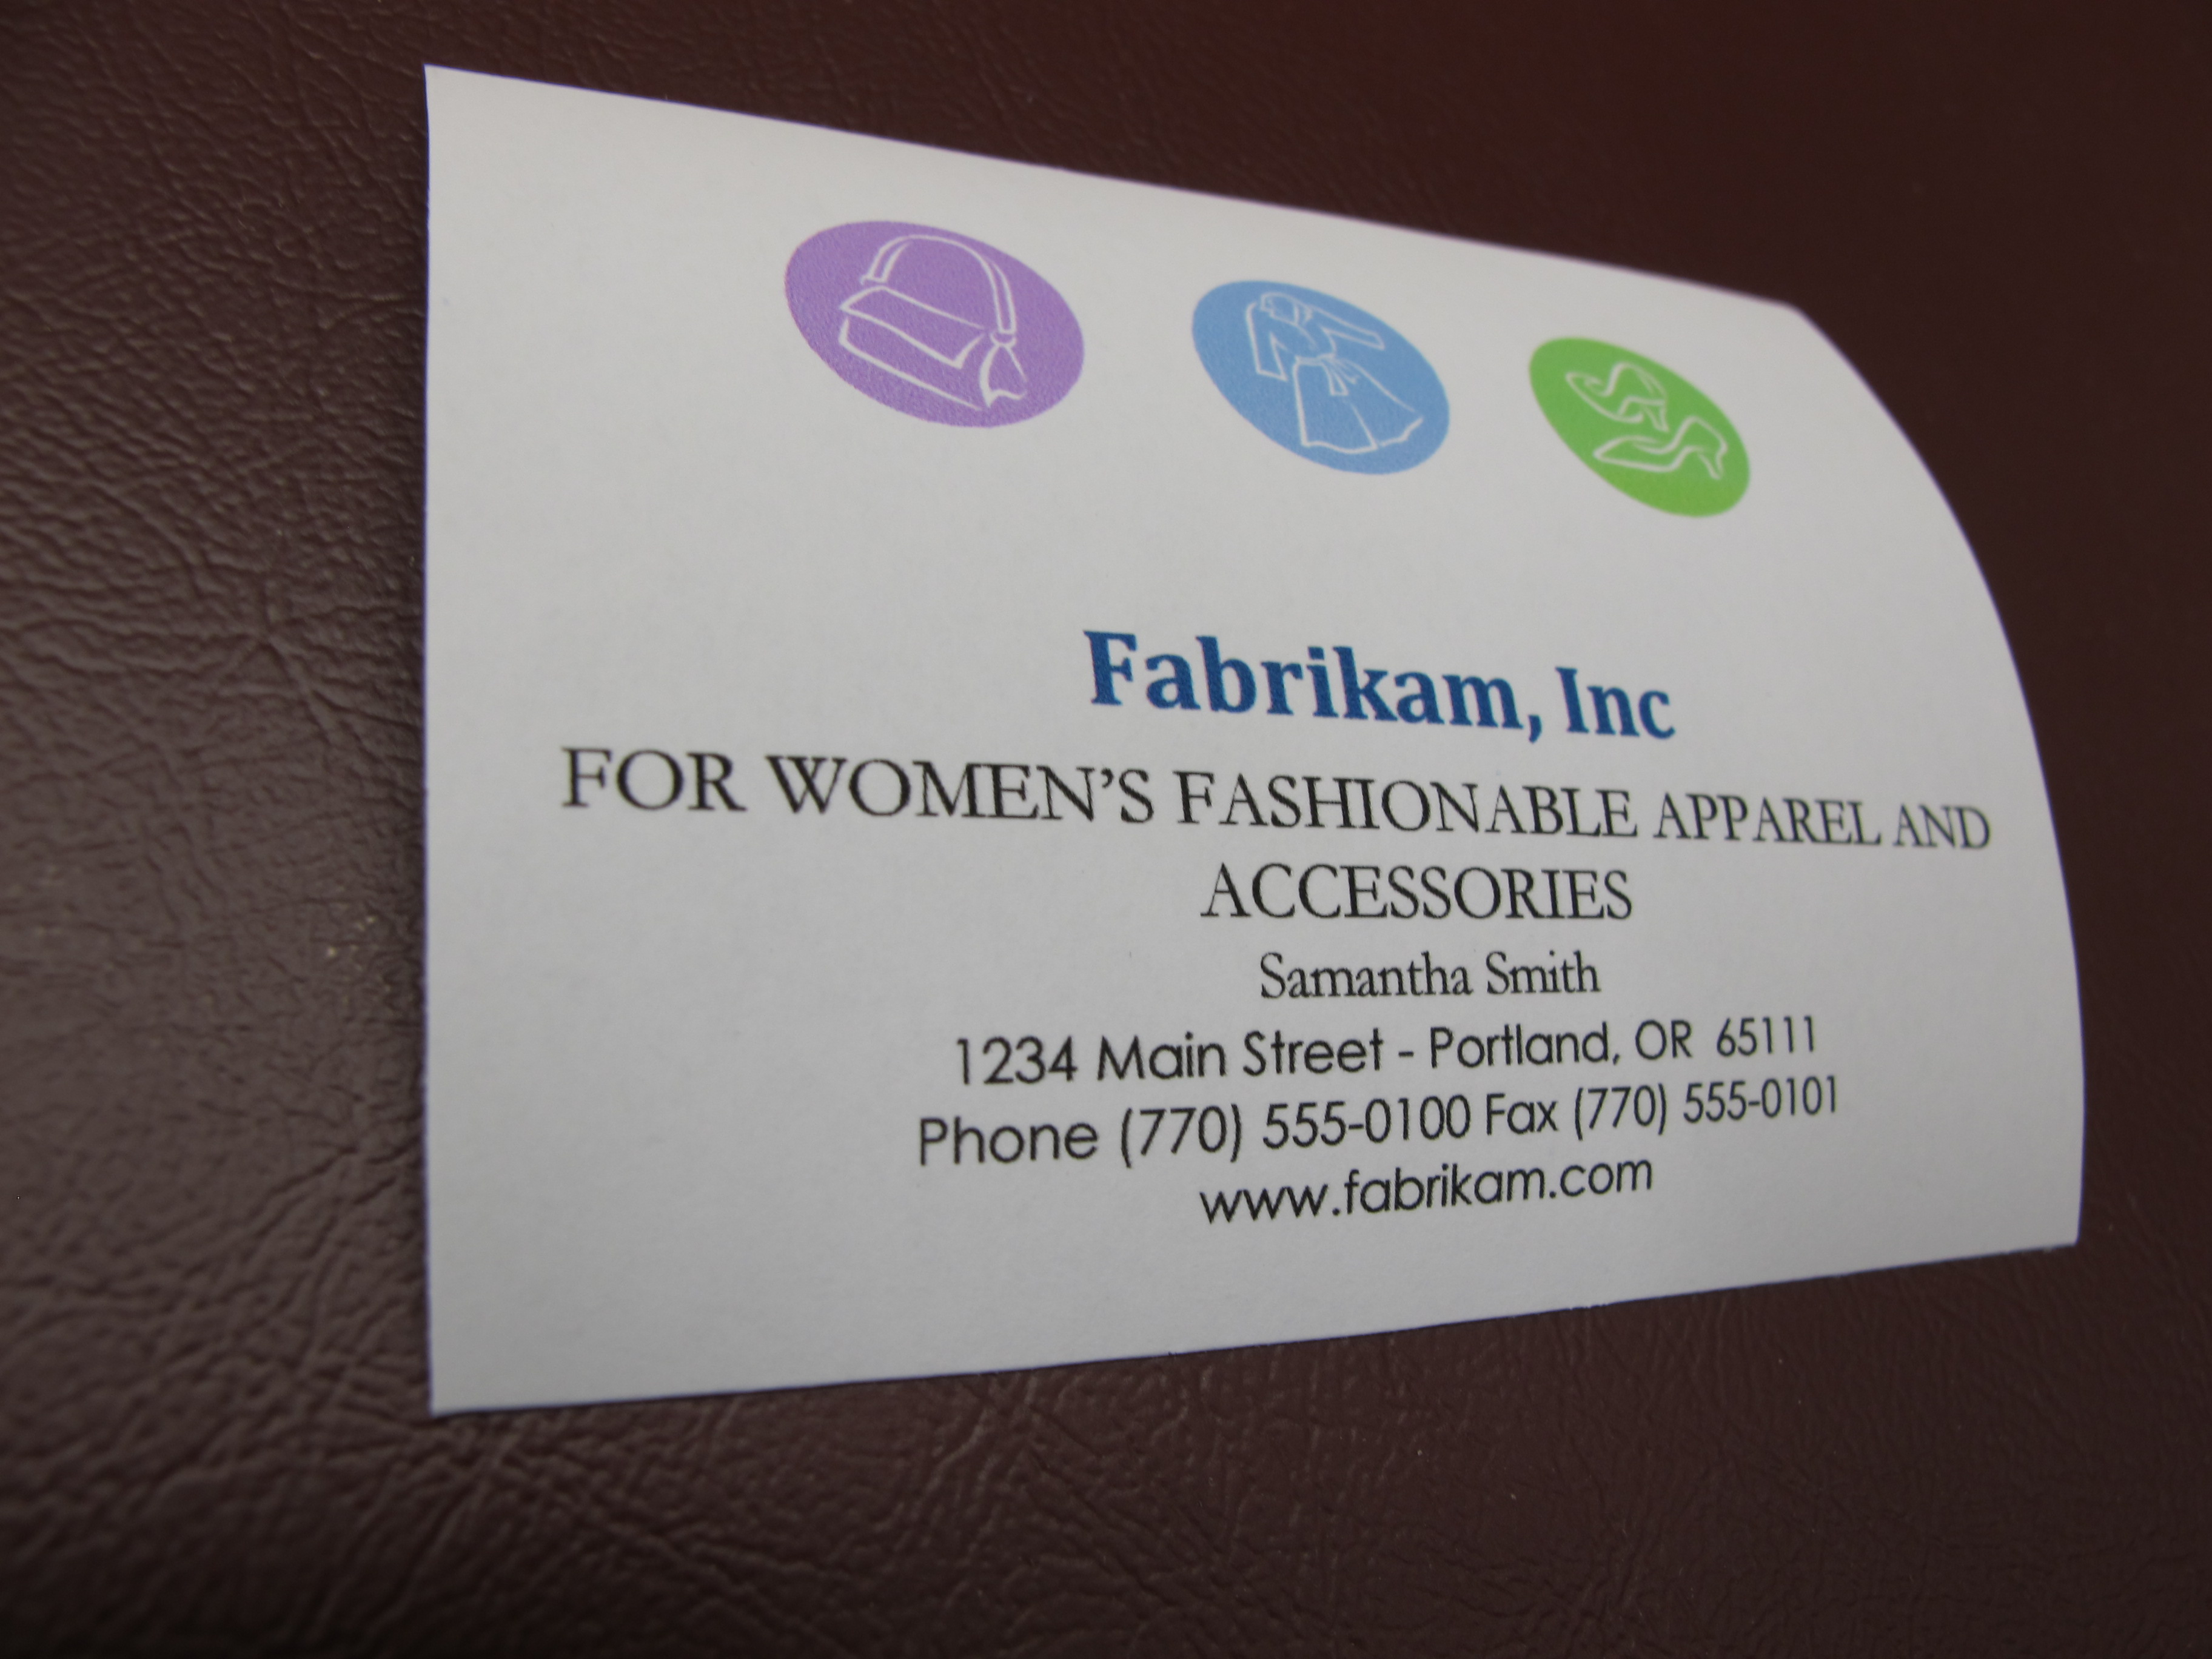 Fabrikam, Inc
FOR WOMEN'S FASHIONABLE APPAREL AND
ACCESSORIES
Samantha Smith
1234 Main Street - Portland, OR 65111
Phone (770) 555-0100 Fax (770) 555-0101
www.fabrikam.com